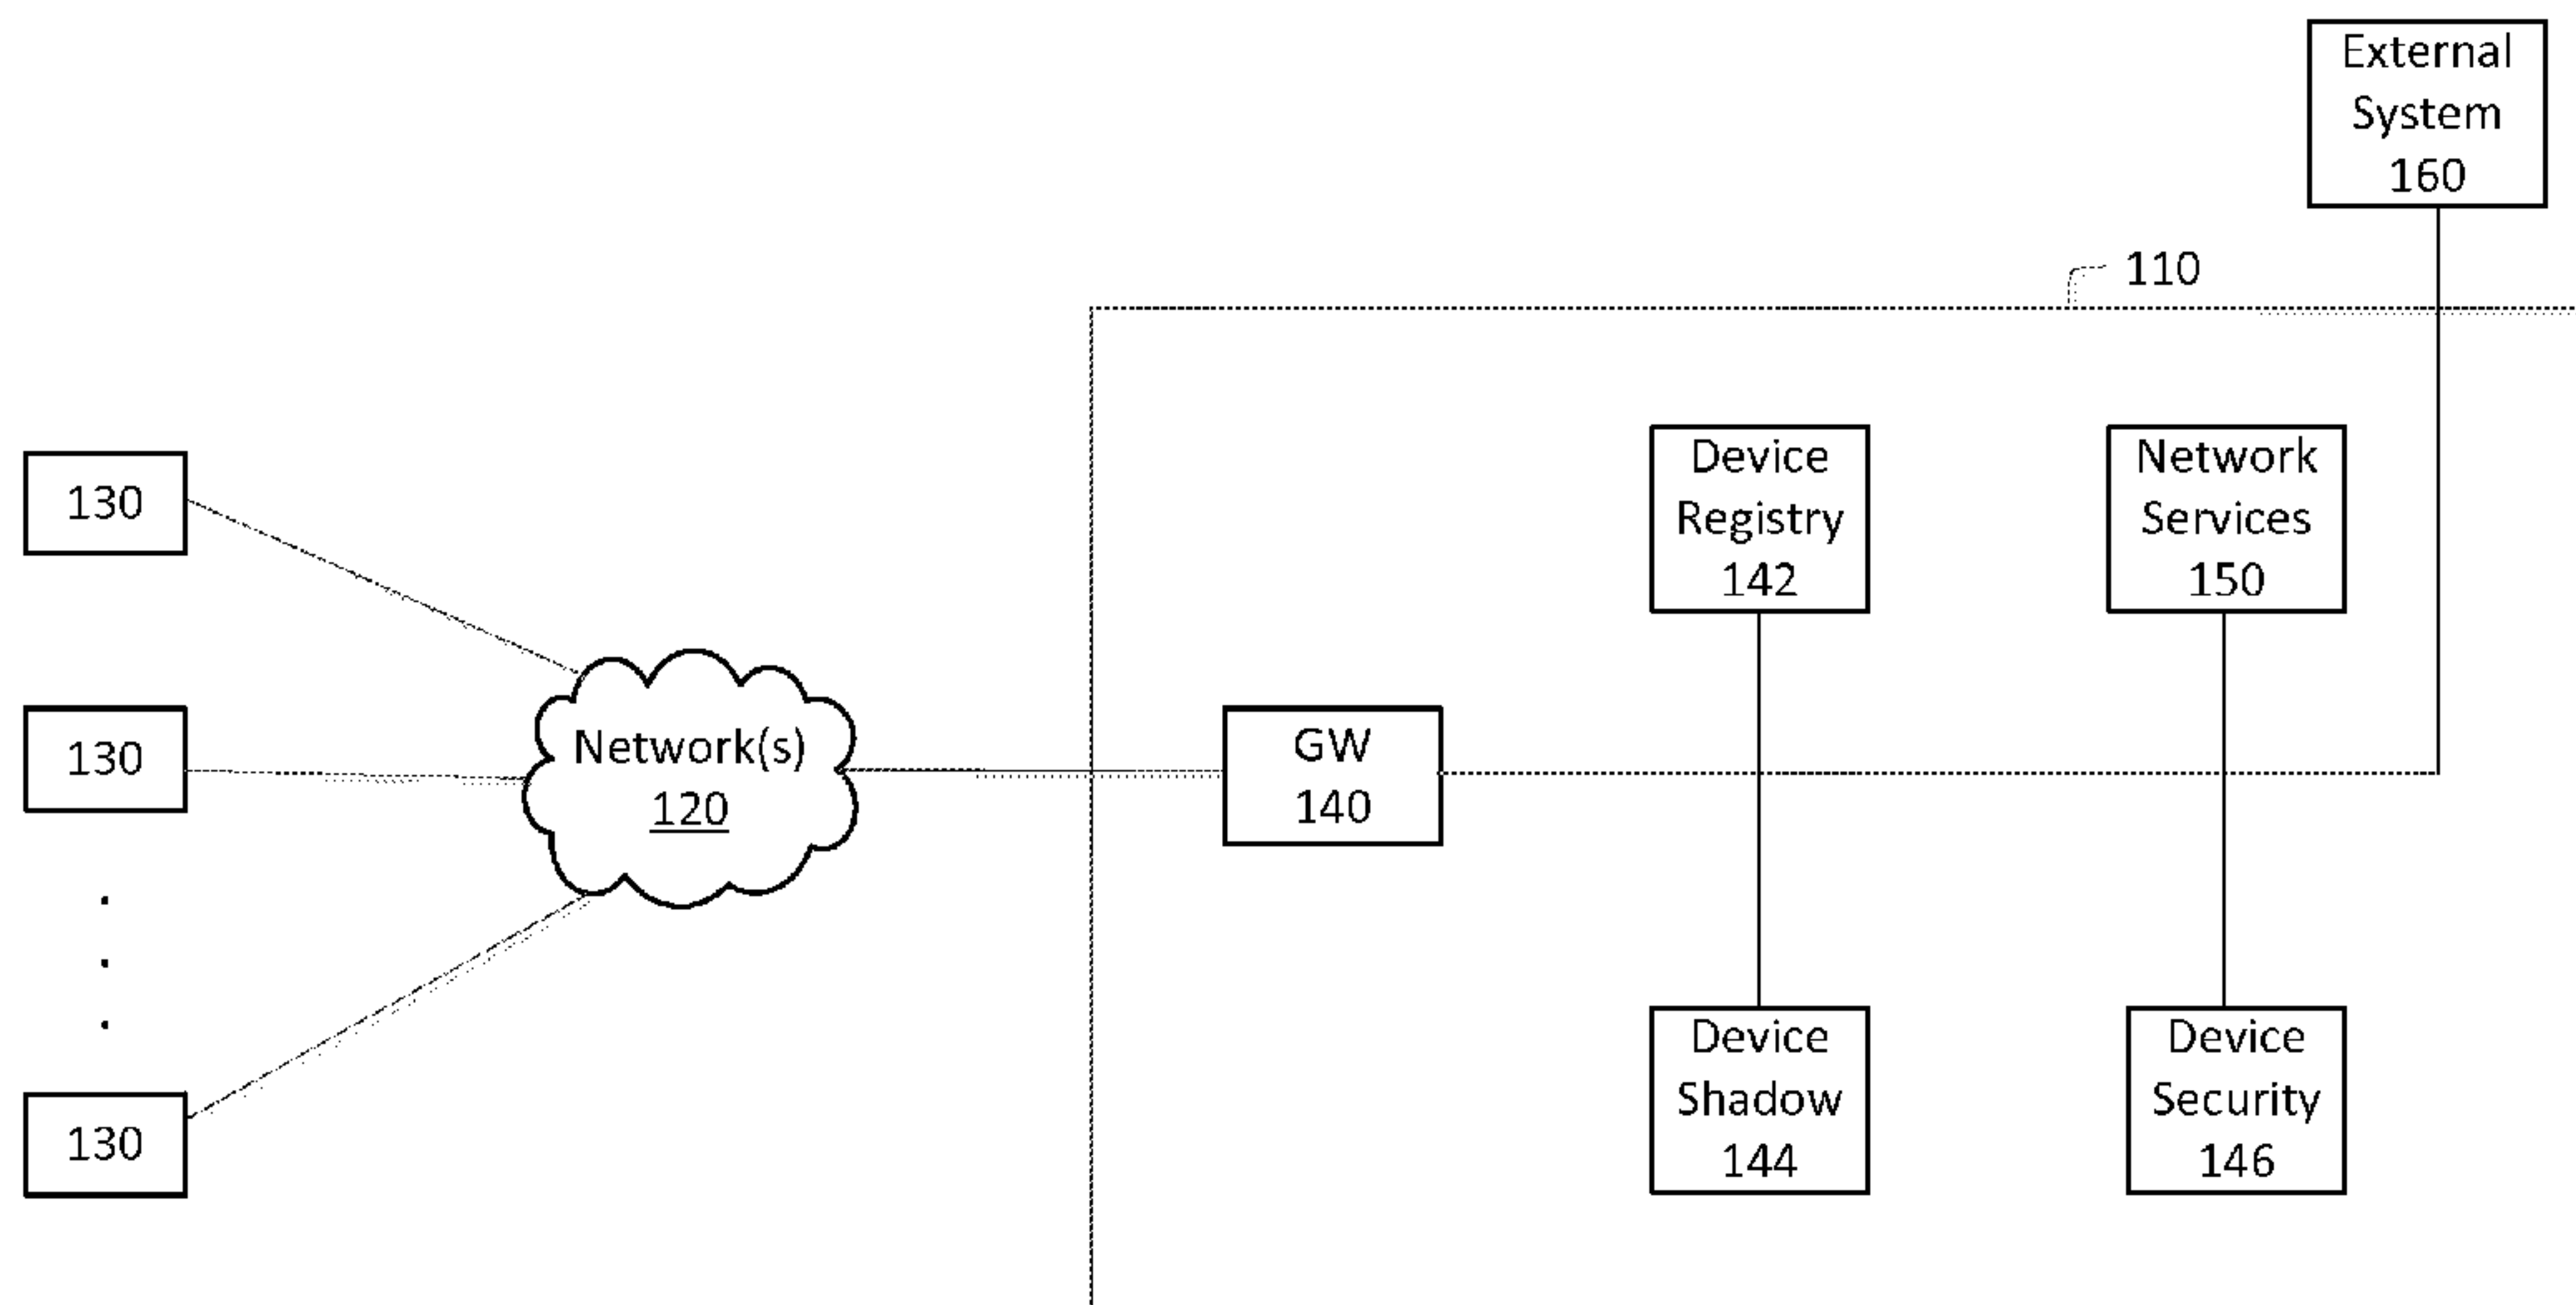 External
System
160
110
Device
Registry
142
Network
Services
150
130
130
Network(s)
120
GW
140
130
Device
Shadow
144
Device
Security
146